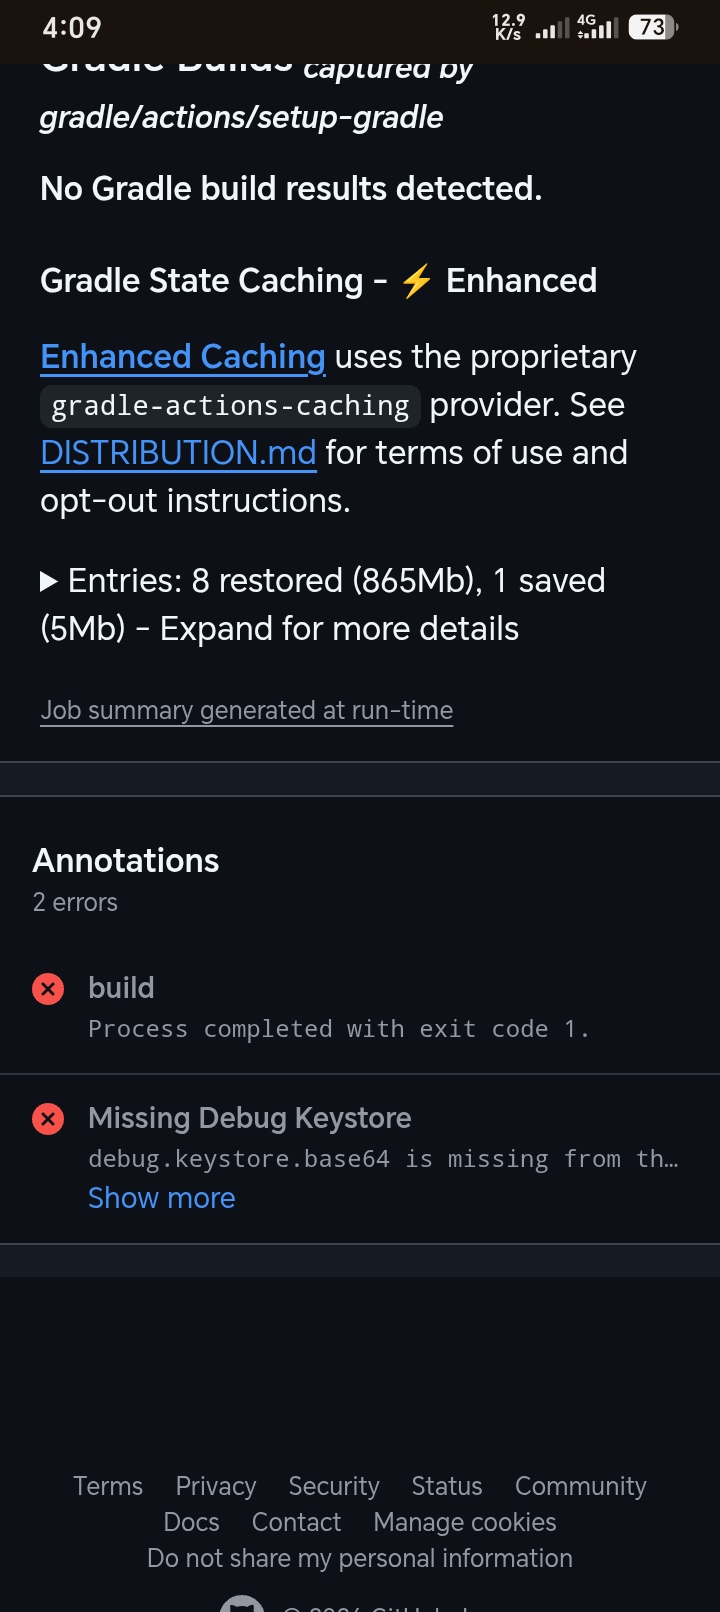 4:09
12.9
K/s
4G
73
Gradle Builds captured by
gradle/actions/setup-gradle
No Gradle build results detected.
Gradle State Caching - ⚡ Enhanced
Enhanced Caching uses the proprietary
gradle-actions-caching provider. See
DISTRIBUTION.md for terms of use and
opt-out instructions.
▶ Entries: 8 restored (865Mb), 1 saved
(5Mb) - Expand for more details
Job summary generated at run-time
Annotations
2 errors
build
Process completed with exit code 1.
Missing Debug Keystore
debug.keystore.base64 is missing from th…
Show more
Terms Privacy Security Status Community
Docs Contact Manage cookies
Do not share my personal information